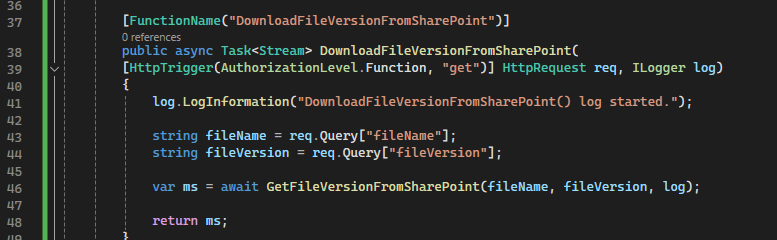 36
37 [FunctionName("DownloadFileVersionFromSharePoint")]
0 references
38 public async Task<Stream> DownloadFileVersionFromSharePoint(
39 [HttpTrigger(AuthorizationLevel.Function, "get")] HttpRequest req, ILogger log)
40 {
41 log.LogInformation("DownloadFileVersionFromSharePoint() log started.");
42
43 string fileName = req.Query["fileName"];
44 string fileVersion = req.Query["fileVersion"];
45
46 var ms = await GetFileVersionFromSharePoint(fileName, fileVersion, log);
47
48 return ms;
49 }